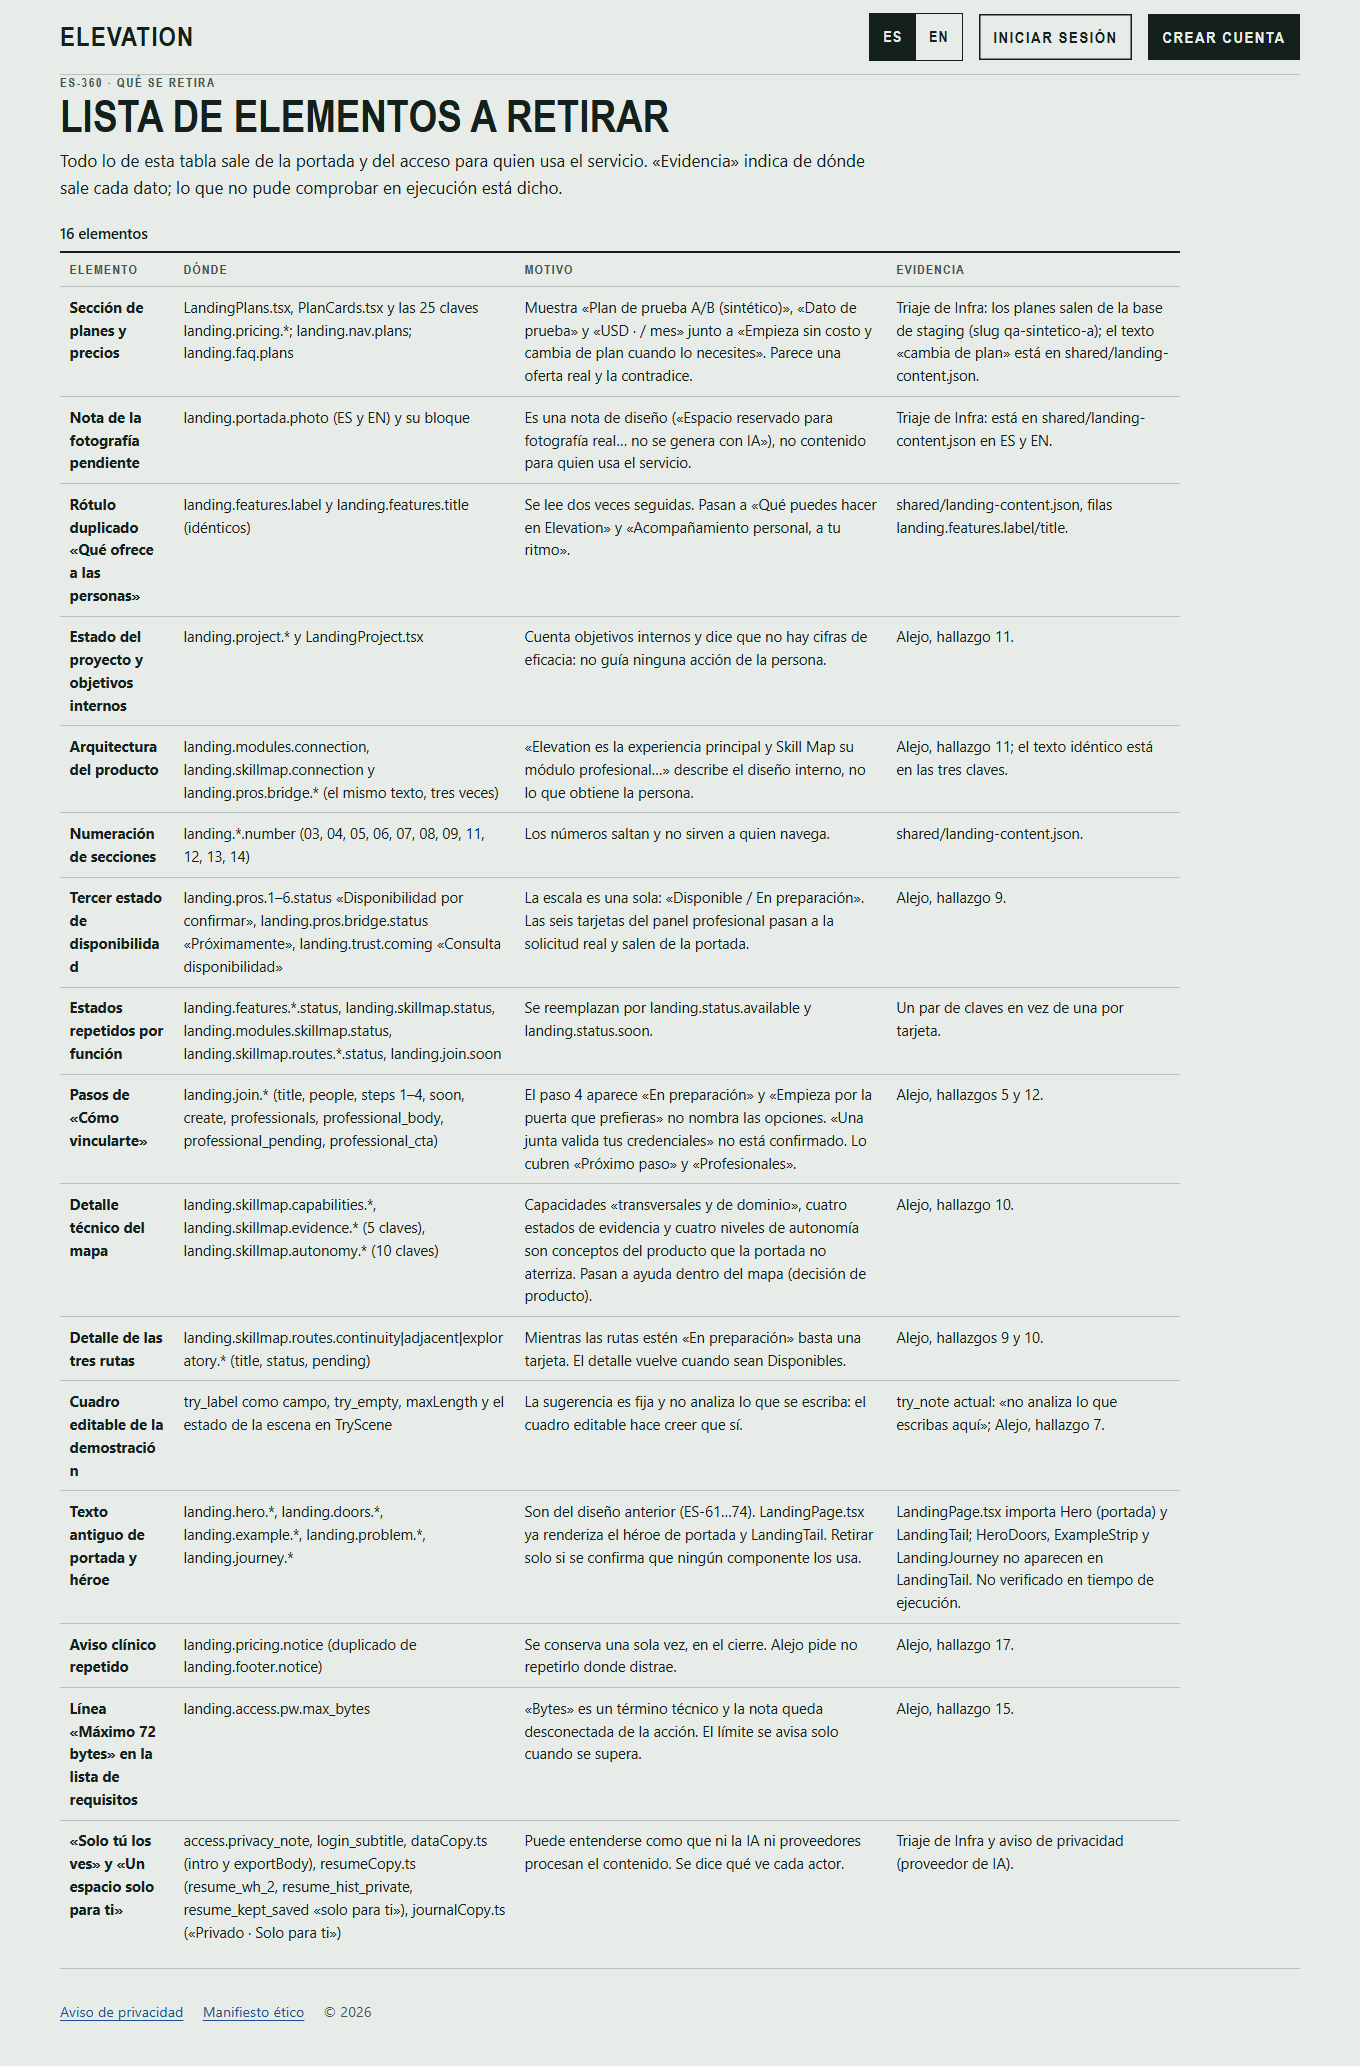 ELEVATION
ES EN INICIAR SESIÓN CREAR CUENTA
ES-360 · QUÉ SE RETIRA
LISTA DE ELEMENTOS A RETIRAR
Todo lo de esta tabla sale de la portada y del acceso para quien usa el servicio. «Evidencia» indica de dónde
sale cada dato; lo que no pude comprobar en ejecución está dicho.
16 elementos
ELEMENTO DÓNDE MOTIVO EVIDENCIA
Sección de
planes y
precios
LandingPlans.tsx, PlanCards.tsx y las 25 claves
landing.pricing.*; landing.nav.plans;
landing.faq.plans
Muestra «Plan de prueba A/B (sintético)», «Dato de
prueba» y «USD · / mes» junto a «Empieza sin costo y
cambia de plan cuando lo necesites». Parece una
oferta real y la contradice.
Triaje de Infra: los planes salen de la base
de staging (slug qa-sintetico-a); el texto
«cambia de plan» está en shared/landing-
content.json.
Nota de la
fotografía
pendiente
landing.portada.photo (ES y EN) y su bloque
Es una nota de diseño («Espacio reservado para
fotografía real... no se genera con IA»), no contenido
para quien usa el servicio.
Triaje de Infra: está en shared/landing-
content.json en ES y EN.
Rótulo
duplicado
«Qué ofrece
a las
personas»
landing.features.label y landing.features.title
(idénticos)
Se lee dos veces seguidas. Pasan a «Qué puedes hacer
en Elevation» y «Acompañamiento personal, a tu
ritmo».
shared/landing-content.json, filas
landing.features.label/title.
Estado del
proyecto y
objetivos
internos
landing.project.* y LandingProject.tsx
Cuenta objetivos internos y dice que no hay cifras de
eficacia: no guía ninguna acción de la persona.
Alejo, hallazgo 11.
Arquitectura
del producto
landing.modules.connection,
landing.skillmap.connection y
landing.pros.bridge.* (el mismo texto, tres veces)
«Elevation es la experiencia principal y Skill Map su
módulo profesional...» describe el diseño interno, no
lo que obtiene la persona.
Alejo, hallazgo 11; el texto idéntico está
en las tres claves.
Numeración
de secciones
landing.*.number (03, 04, 05, 06, 07, 08, 09, 11,
12, 13, 14)
Los números saltan y no sirven a quien navega.
shared/landing-content.json.
Tercer estado
de
disponibilida
d
landing.pros.1–6.status «Disponibilidad por
confirmar», landing.pros.bridge.status
«Próximamente», landing.trust.coming «Consulta
disponibilidad»
La escala es una sola: «Disponible / En preparación».
Las seis tarjetas del panel profesional pasan a la
solicitud real y salen de la portada.
Alejo, hallazgo 9.
Estados
repetidos por
función
landing.features.*.status, landing.skillmap.status,
landing.modules.skillmap.status,
landing.skillmap.routes.*.status, landing.join.soon
Se reemplazan por landing.status.available y
landing.status.soon.
Un par de claves en vez de una por
tarjeta.
Pasos de
«Cómo
vincularte»
landing.join.* (title, people, steps 1–4, soon,
create, professionals, professional_body,
professional_pending, professional_cta)
El paso 4 aparece «En preparación» y «Empieza por la
puerta que prefieras» no nombra las opciones. «Una
junta valida tus credenciales» no está confirmado. Lo
cubren «Próximo paso» y «Profesionales».
Alejo, hallazgos 5 y 12.
Detalle
técnico del
mapa
landing.skillmap.capabilities.*,
landing.skillmap.evidence.* (5 claves),
landing.skillmap.autonomy.* (10 claves)
Capacidades «transversales y de dominio», cuatro
estados de evidencia y cuatro niveles de autonomía
son conceptos del producto que la portada no
aterriza. Pasan a ayuda dentro del mapa (decisión de
producto).
Alejo, hallazgo 10.
Detalle de las
tres rutas
landing.skillmap.routes.continuity|adjacent|explor
atory.* (title, status, pending)
Mientras las rutas estén «En preparación» basta una
tarjeta. El detalle vuelve cuando sean Disponibles.
Alejo, hallazgos 9 y 10.
Cuadro
editable de la
demostració
n
try_label como campo, try_empty, maxLength y el
estado de la escena en TryScene
La sugerencia es fija y no analiza lo que se escriba: el
cuadro editable hace creer que sí.
try_note actual: «no analiza lo que
escribas aquí»; Alejo, hallazgo 7.
Texto
antiguo de
portada y
héroe
landing.hero.*, landing.doors.*,
landing.example.*, landing.problem.*,
landing.journey.*
Son del diseño anterior (ES-61...74). LandingPage.tsx
ya renderiza el héroe de portada y LandingTail. Retirar
solo si se confirma que ningún componente los usa.
LandingPage.tsx importa Hero (portada) y
LandingTail; HeroDoors, ExampleStrip y
LandingJourney no aparecen en
LandingTail. No verificado en tiempo de
ejecución.
Aviso clínico
repetido
landing.pricing.notice (duplicado de
landing.footer.notice)
Se conserva una sola vez, en el cierre. Alejo pide no
repetirlo donde distrae.
Alejo, hallazgo 17.
Línea
«Máximo 72
bytes» en la
lista de
requisitos
landing.access.pw.max_bytes
«Bytes» es un término técnico y la nota queda
desconectada de la acción. El límite se avisa solo
cuando se supera.
Alejo, hallazgo 15.
«Solo tú los
ves» y «Un
espacio solo
para ti»
access.privacy_note, login_subtitle, dataCopy.ts
(intro y exportBody), resumeCopy.ts
(resume_wh_2, resume_hist_private,
resume_kept_saved «solo para ti»), journalCopy.ts
(«Privado · Solo para ti»)
Puede entenderse como que ni la IA ni proveedores
procesan el contenido. Se dice qué ve cada actor.
Triaje de Infra y aviso de privacidad
(proveedor de IA).
Aviso de privacidad Manifiesto ético © 2026